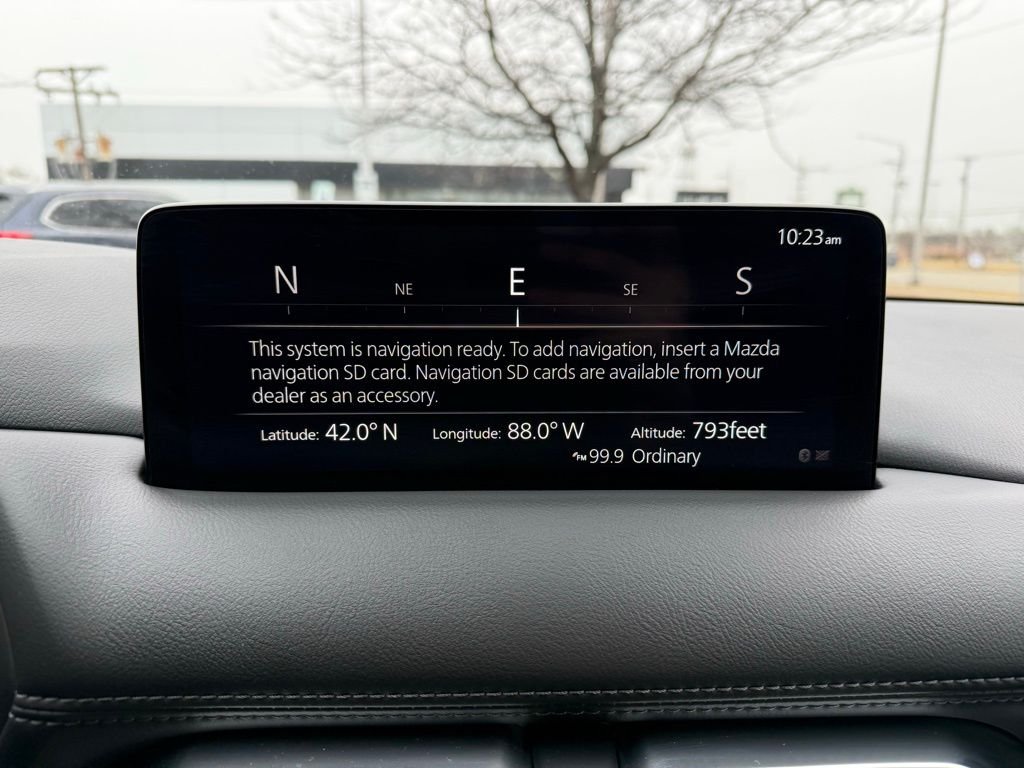 10:23am
N NE E SE S
This system is navigation ready. To add navigation, insert a Mazda
navigation SD card. Navigation SD cards are available from your
dealer as an accessory.
Latitude: 42.0° N Longitude: 88.0° W Altitude: 793feet
FM 99.9 Ordinary